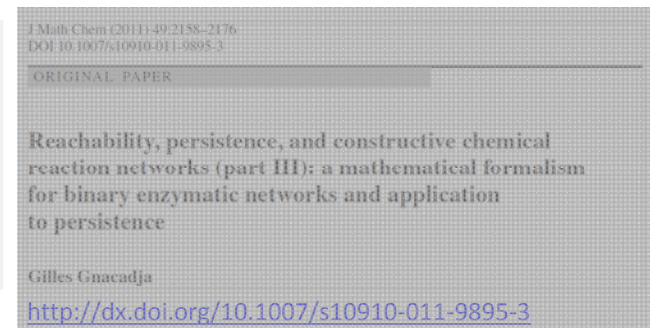 J Math Chem (2011) 49:2158–2176
DOI 10.1007/s10910-011-9895-3
ORIGINAL PAPER
Reachability, persistence, and constructive chemical
reaction networks (part III): a mathematical formalism
for binary enzymatic networks and application
to persistence
Gilles Gnacadja
http://dx.doi.org/10.1007/s10910-011-9895-3